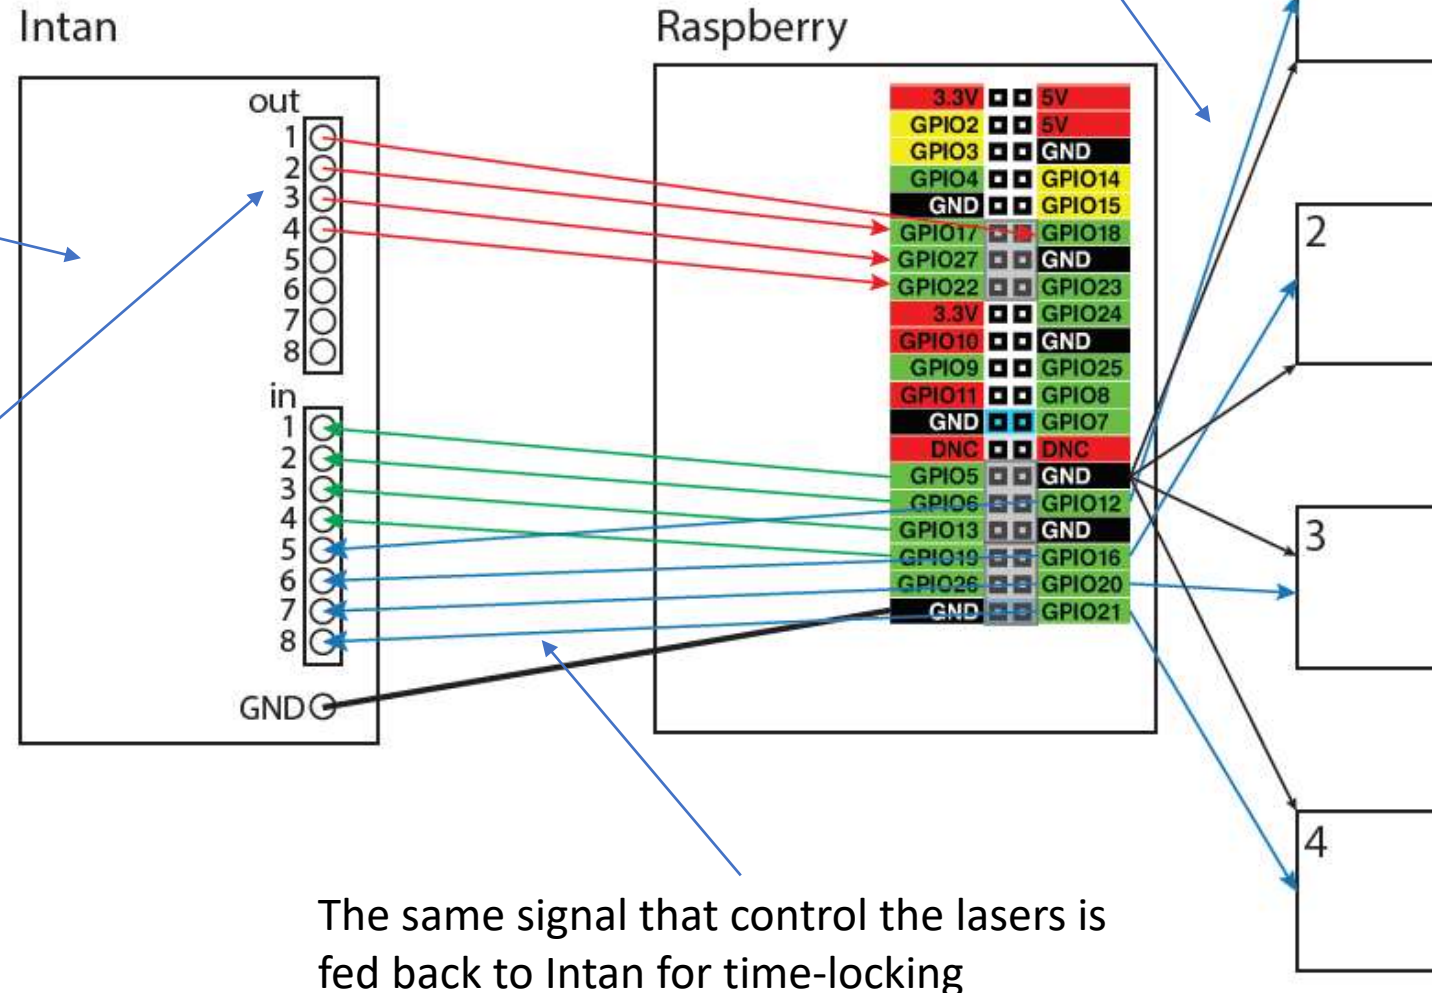 Intan
Raspberry
out
1
2
3
4
5
6
7
8
in
1
2
3
4
5
6
7
8
GND
3.3V 5V
GPIO2 5V
GPIO3 GND
GPIO4 GPIO14
GND GPIO15
GPIO17 GPIO18
GPIO27 GND
GPIO22 GPIO23
3.3V GPIO24
GPIO10 GND
GPIO9 GPIO25
GPIO11 GPIO8
GND GPIO7
DNC DNC
GPIO5 GND
GPIO6 GPIO12
GPIO13 GND
GPIO19 GPIO16
GPIO26 GPIO20
GND GPIO21
2
3
4
The same signal that control the lasers is
fed back to Intan for time-locking